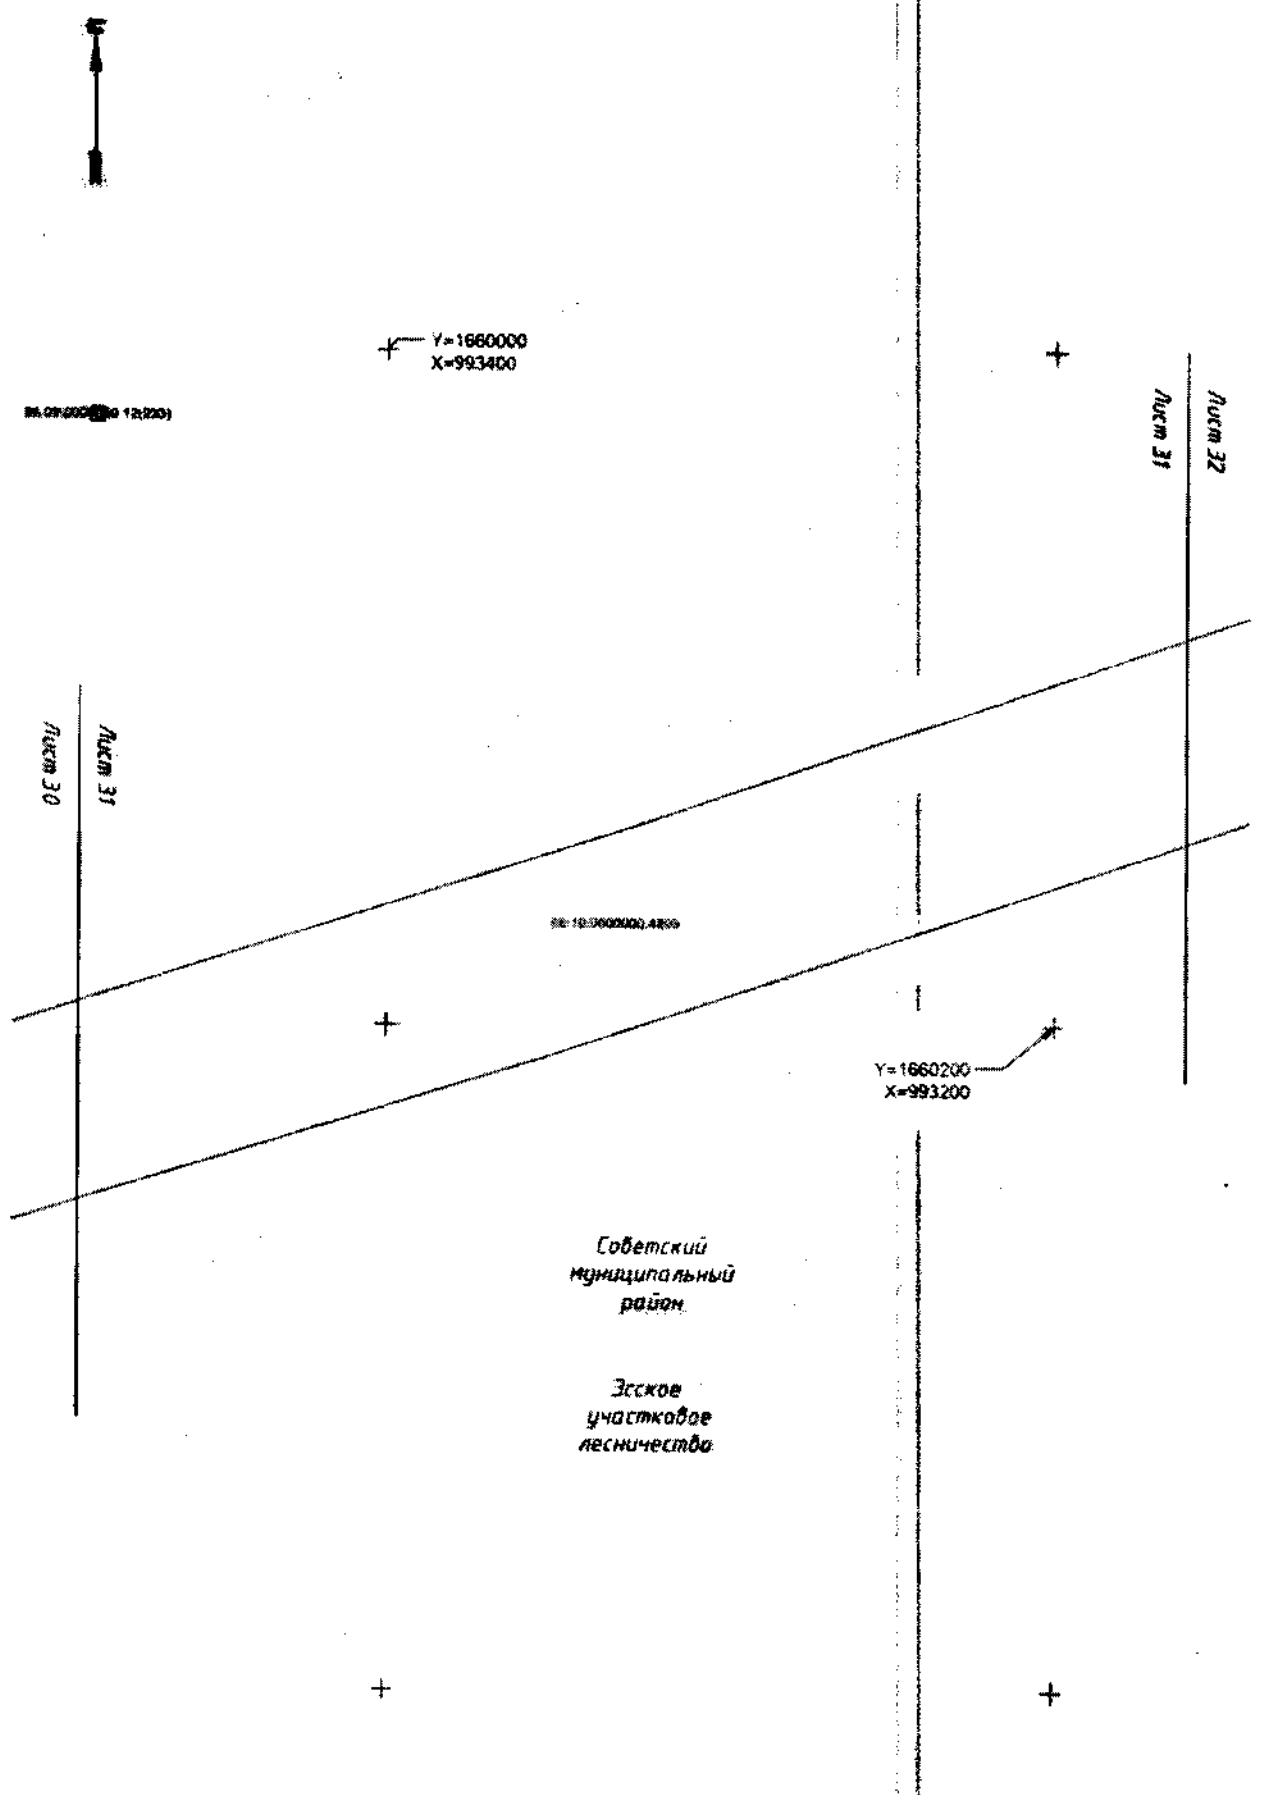 Y=1660000
X=993400
Лист 32
Лист 31
Лист 31
Лист 30
Y=1660200
X=993200
Советский
муниципальный
район
Эсское
участковое
лесничество